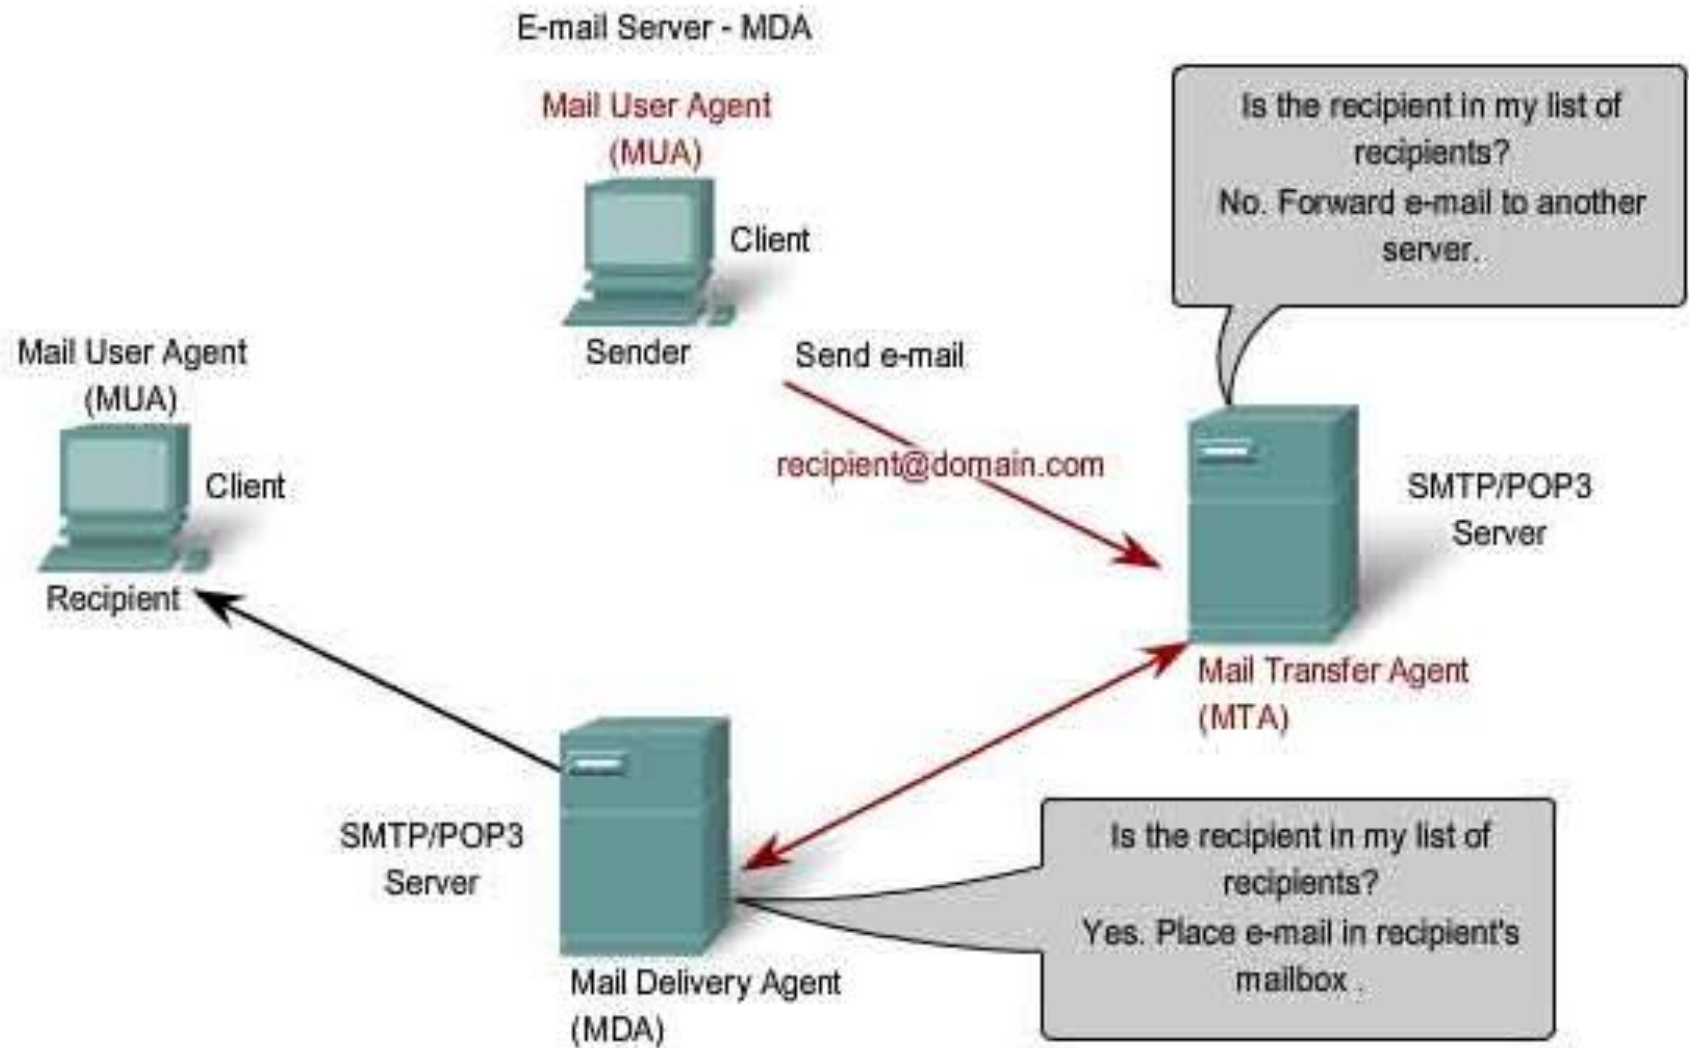 E-mail Server - MDA
Mail User Agent
(MUA)
Client
Sender
Send e-mail
recipient@domain.com
Is the recipient in my list of
recipients?
No. Forward e-mail to another
server.
SMTP/POP3
Server
Mail Transfer Agent
(MTA)
Mail User Agent
(MUA)
Client
Recipient
SMTP/POP3
Server
Mail Delivery Agent
(MDA)
Is the recipient in my list of
recipients?
Yes. Place e-mail in recipient's
mailbox .